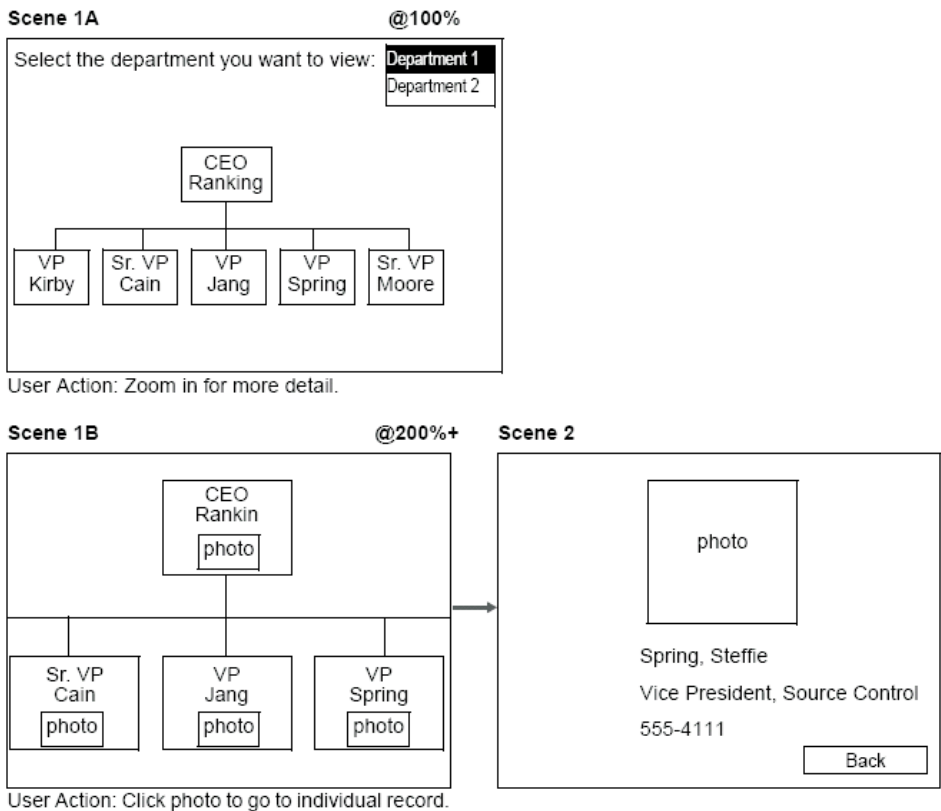 Scene 1A @100%
Select the department you want to view: Department 1
Department 2
CEO
Ranking
VP
Kirby
Sr. VP
Cain
VP
Jang
VP
Spring
Sr. VP
Moore
User Action: Zoom in for more detail.
Scene 1B @200%+
CEO
Rankin
photo
Sr. VP
Cain
photo
VP
Jang
photo
VP
Spring
photo
User Action: Click photo to go to individual record.
Scene 2
photo
Spring, Steffie
Vice President, Source Control
555-4111
Back